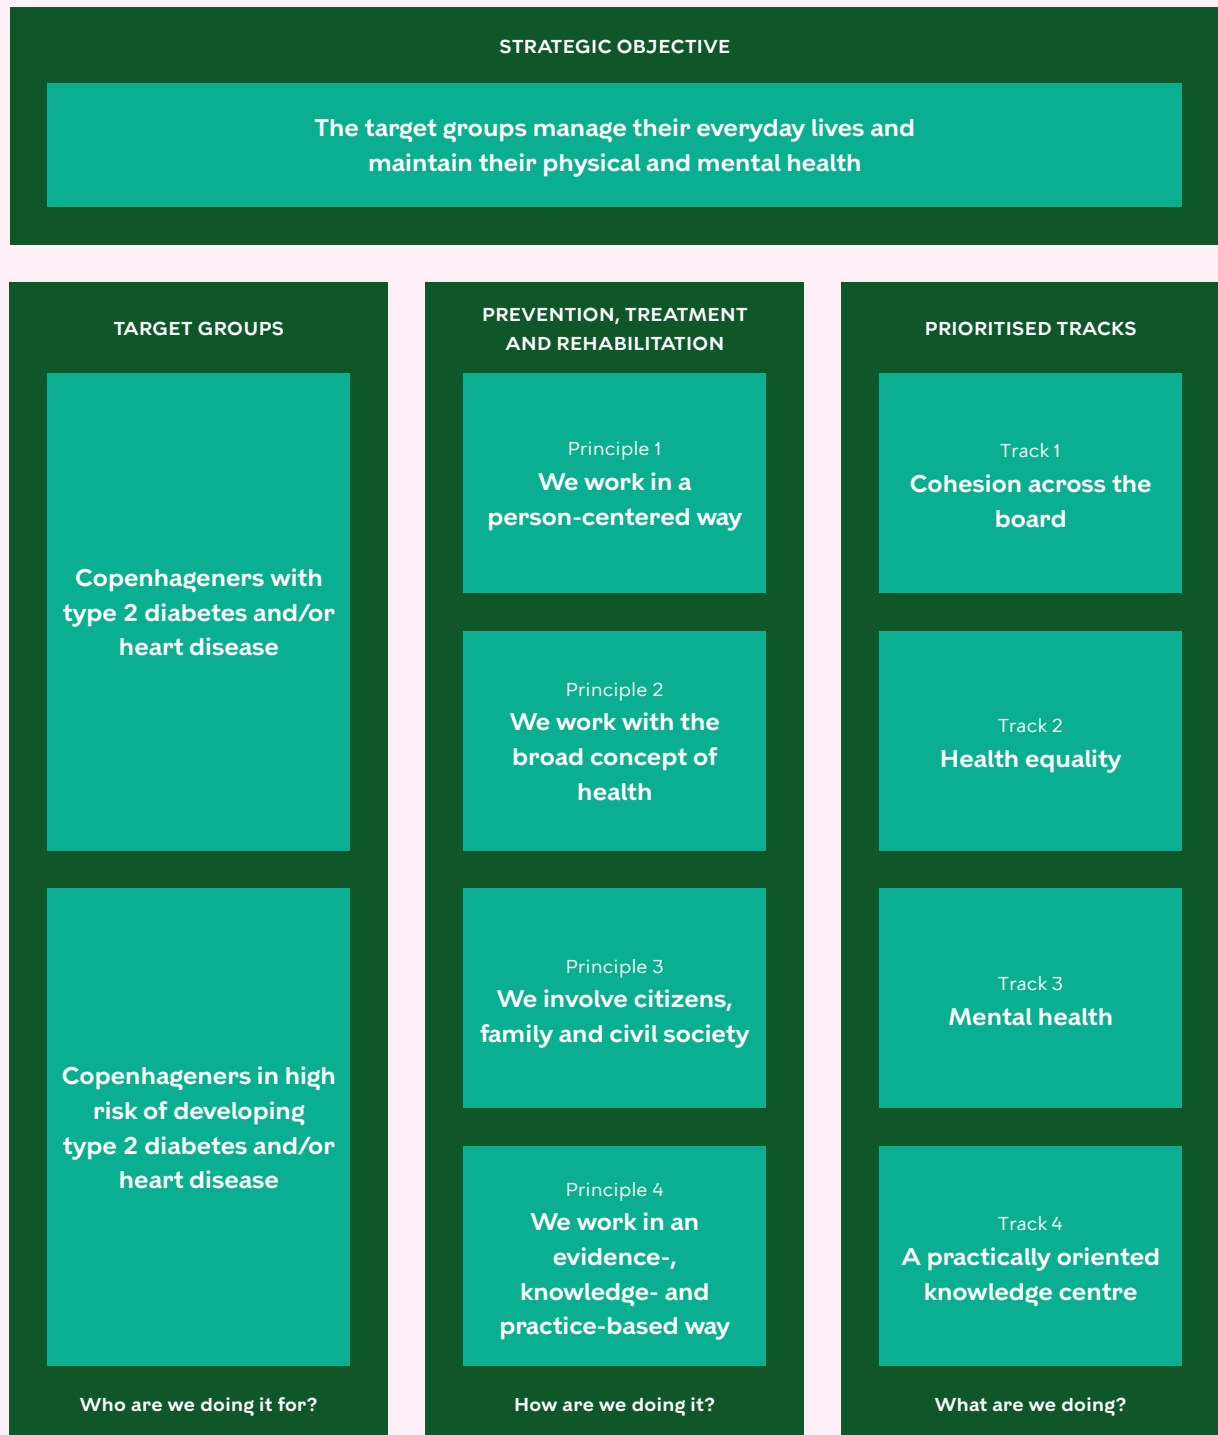 STRATEGIC OBJECTIVE
The target groups manage their everyday lives and
maintain their physical and mental health
TARGET GROUPS
Copenhageners with
type 2 diabetes and/or
heart disease
Copenhageners in high
risk of developing
type 2 diabetes and/or
heart disease
Who are we doing it for?
PREVENTION, TREATMENT
AND REHABILITATION
Principle 1
We work in a
person-centered way
Principle 2
We work with the
broad concept of
health
Principle 3
We involve citizens,
family and civil society
Principle 4
We work in an
evidence-,
knowledge- and
practice-based way
How are we doing it?
PRIORITISED TRACKS
Track 1
Cohesion across the
board
Track 2
Health equality
Track 3
Mental health
Track 4
A practically oriented
knowledge centre
What are we doing?